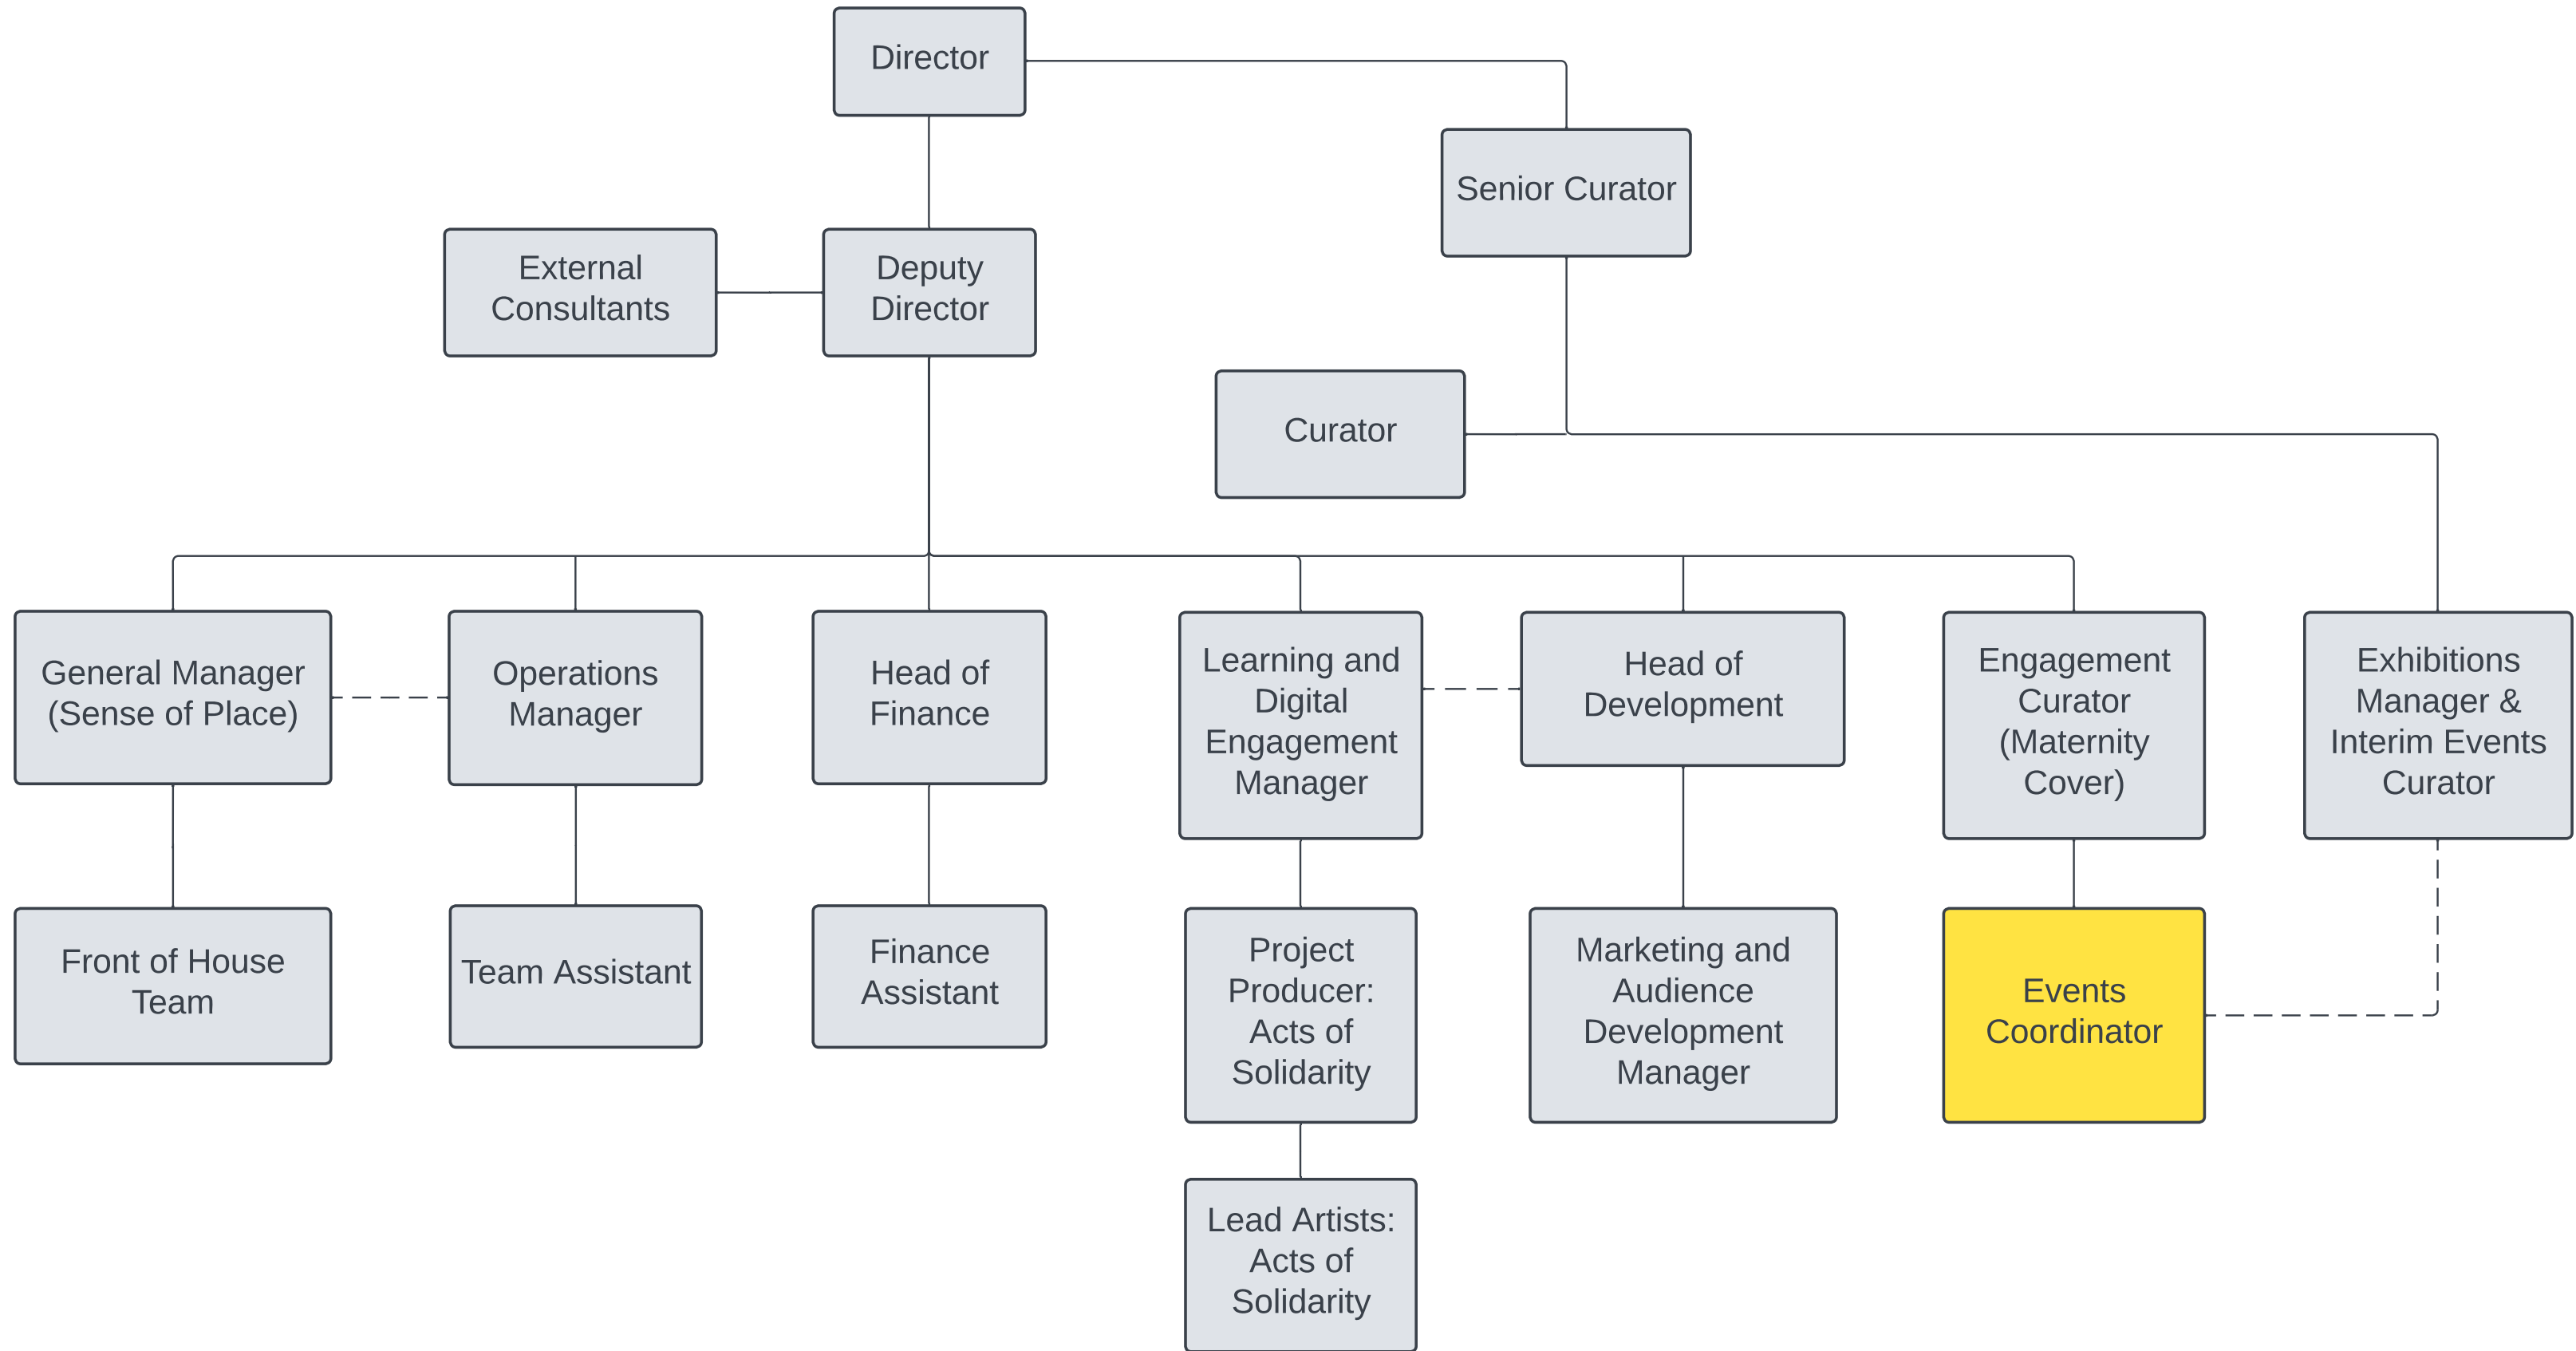 Director
Senior Curator
External
Consultants
Deputy
Director
Curator
General Manager
(Sense of Place)
Operations
Manager
Head of
Finance
Learning and
Digital
Engagement
Manager
Head of
Development
Engagement
Curator
(Maternity
Cover)
Exhibitions
Manager &
Interim Events
Curator
Front of House
Team
Team Assistant
Finance
Assistant
Project
Producer:
Acts of
Solidarity
Marketing and
Audience
Development
Manager
Events
Coordinator
Lead Artists:
Acts of
Solidarity